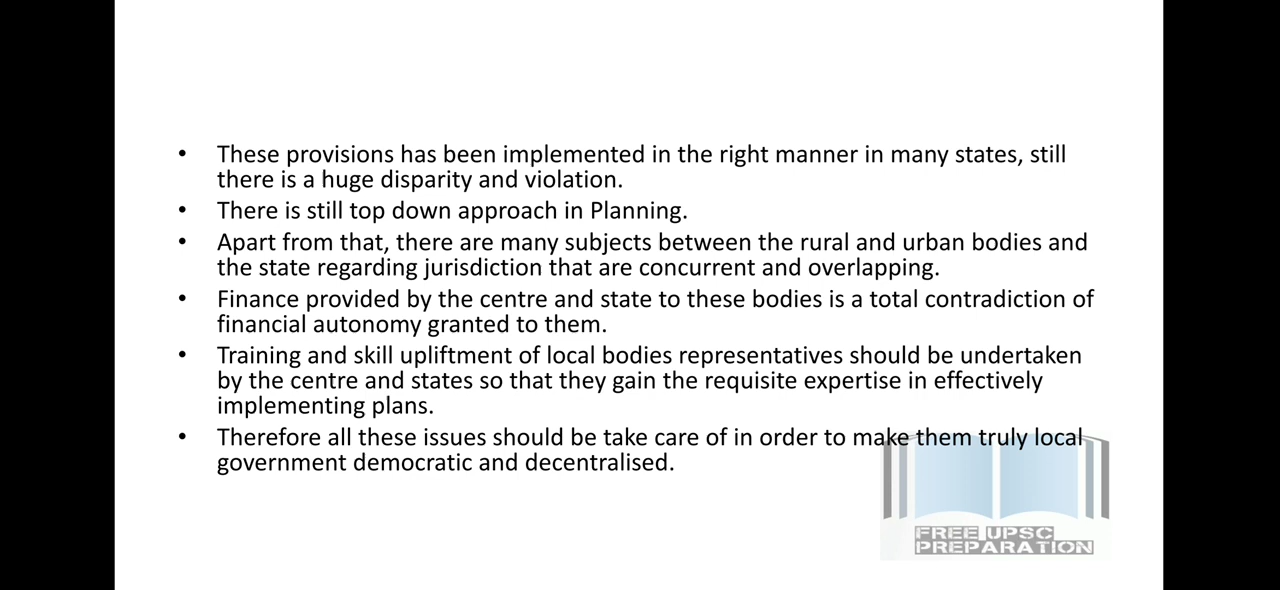 • These provisions has been implemented in the right manner in many states, still
there is a huge disparity and violation.
• There is still top down approach in Planning.
• Apart from that, there are many subjects between the rural and urban bodies and
the state regarding jurisdiction that are concurrent and overlapping.
• Finance provided by the centre and state to these bodies is a total contradiction of
financial autonomy granted to them.
• Training and skill upliftment of local bodies representatives should be undertaken
by the centre and states so that they gain the requisite expertise in effectively
implementing plans.
• Therefore all these issues should be take care of in order to make them truly local
government democratic and decentralised.
FREE UPSC
PREPARATION